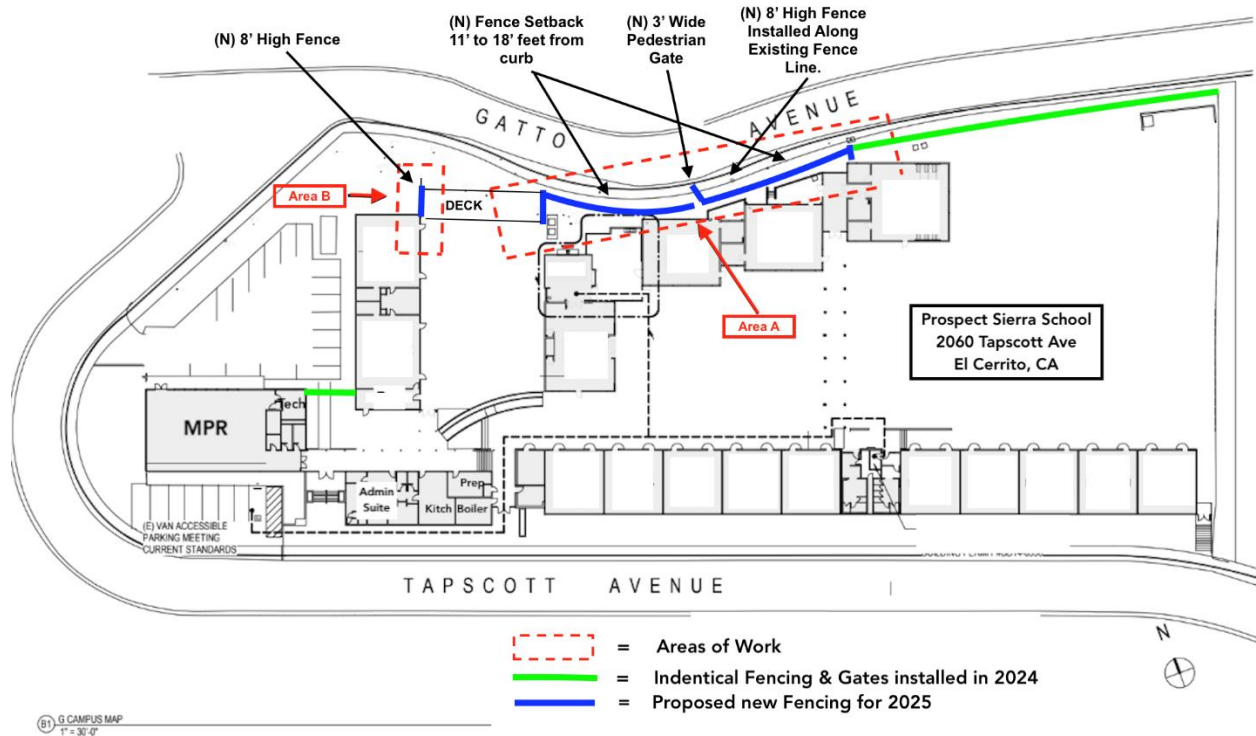 (N) 8’ High Fence
(N) Fence Setback
11’ to 18’ feet from
curb
(N) 3’ Wide
Pedestrian
Gate
(N) 8’ High Fence
Installed Along
Existing Fence
Line.
GATTO AVENUE
Area B
DECK
Area A
Prospect Sierra School
2060 Tapscott Ave
El Cerrito, CA
Tech
MPR
Admin
Suite
Prep
Kitch
Boiler
(E) VAN ACCESSIBLE
PARKING MEETING
CURRENT STANDARDS
TAPSCOTT AVENUE
= Areas of Work
= Indentical Fencing & Gates installed in 2024
= Proposed new Fencing for 2025
N
B1 G CAMPUS MAP
1" = 30'-0"